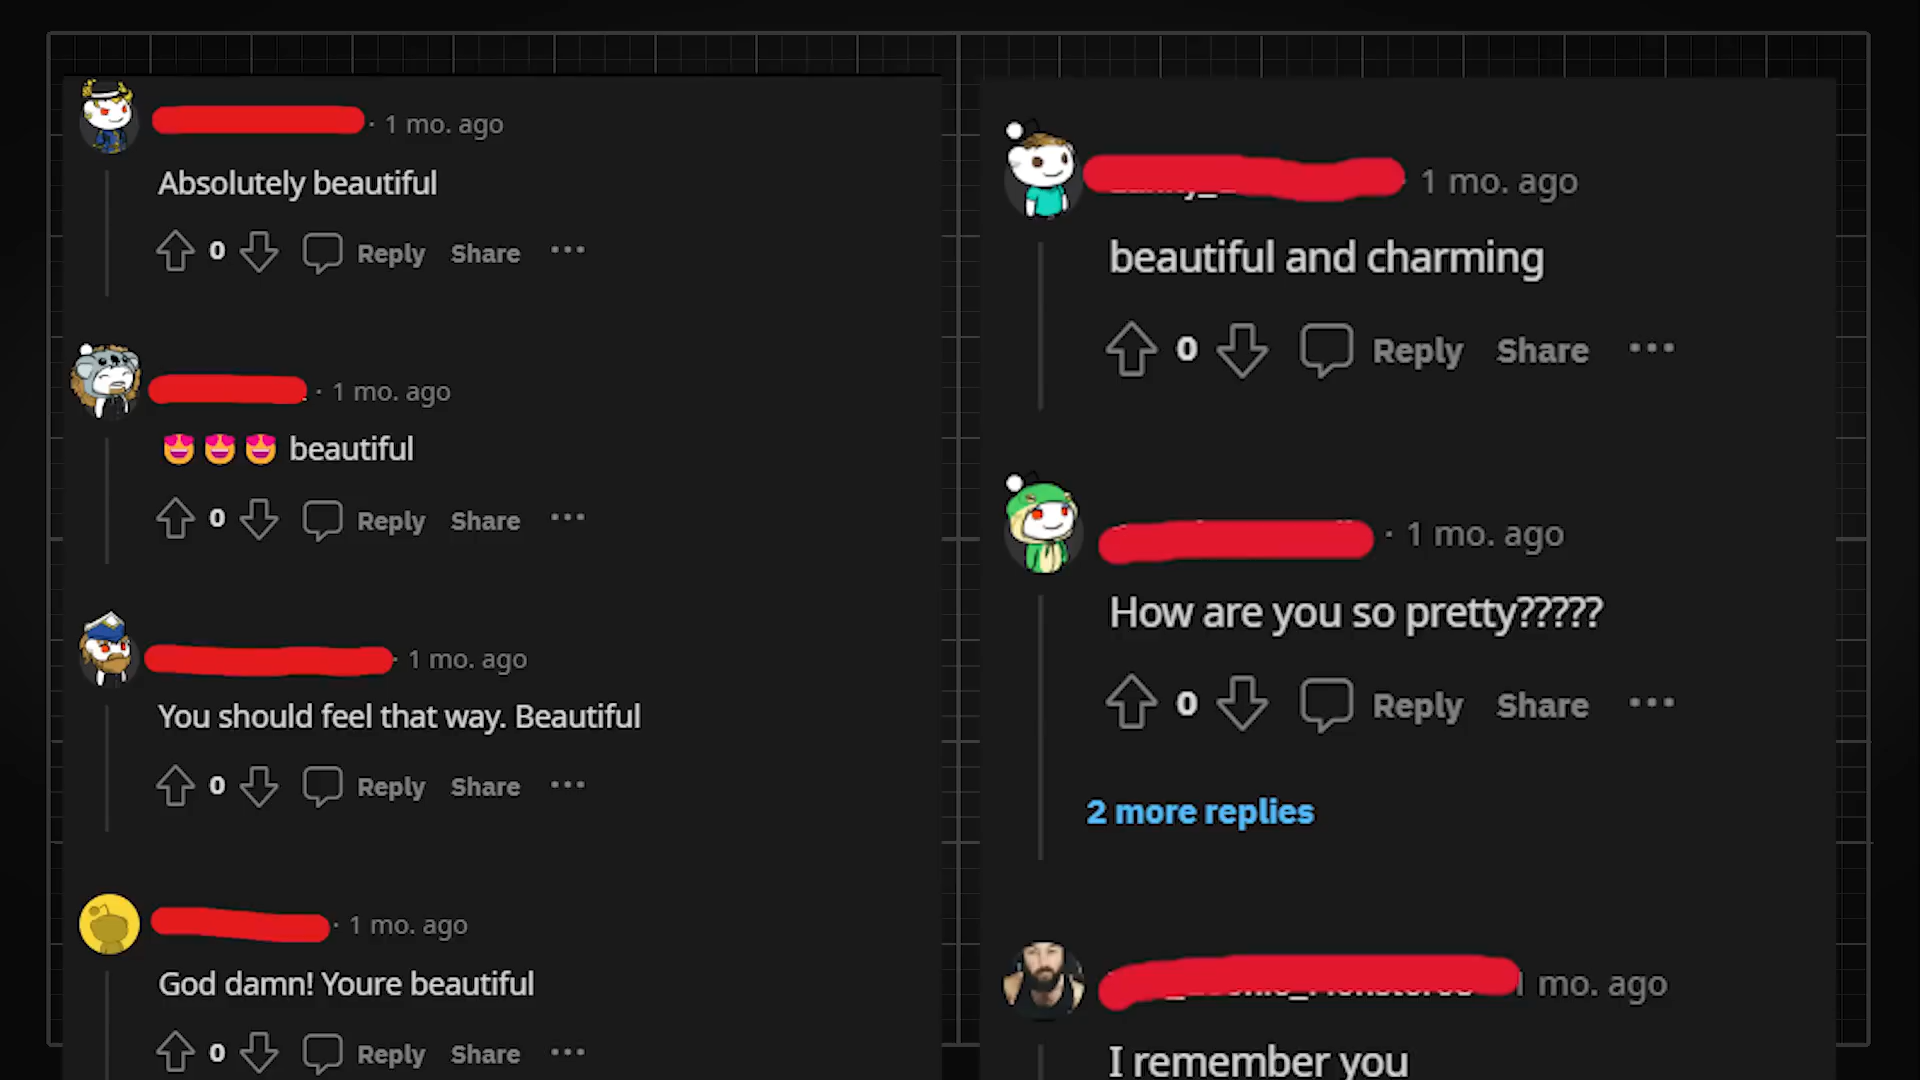 · 1 mo. ago
Absolutely beautiful
0 Reply Share ···
· 1 mo. ago
😍😍😍 beautiful
0 Reply Share ···
· 1 mo. ago
You should feel that way. Beautiful
0 Reply Share ···
· 1 mo. ago
God damn! Youre beautiful
0 Reply Share ···
1 mo. ago
beautiful and charming
0 Reply Share ···
· 1 mo. ago
How are you so pretty?????
0 Reply Share ···
2 more replies
1 mo. ago
I remember you